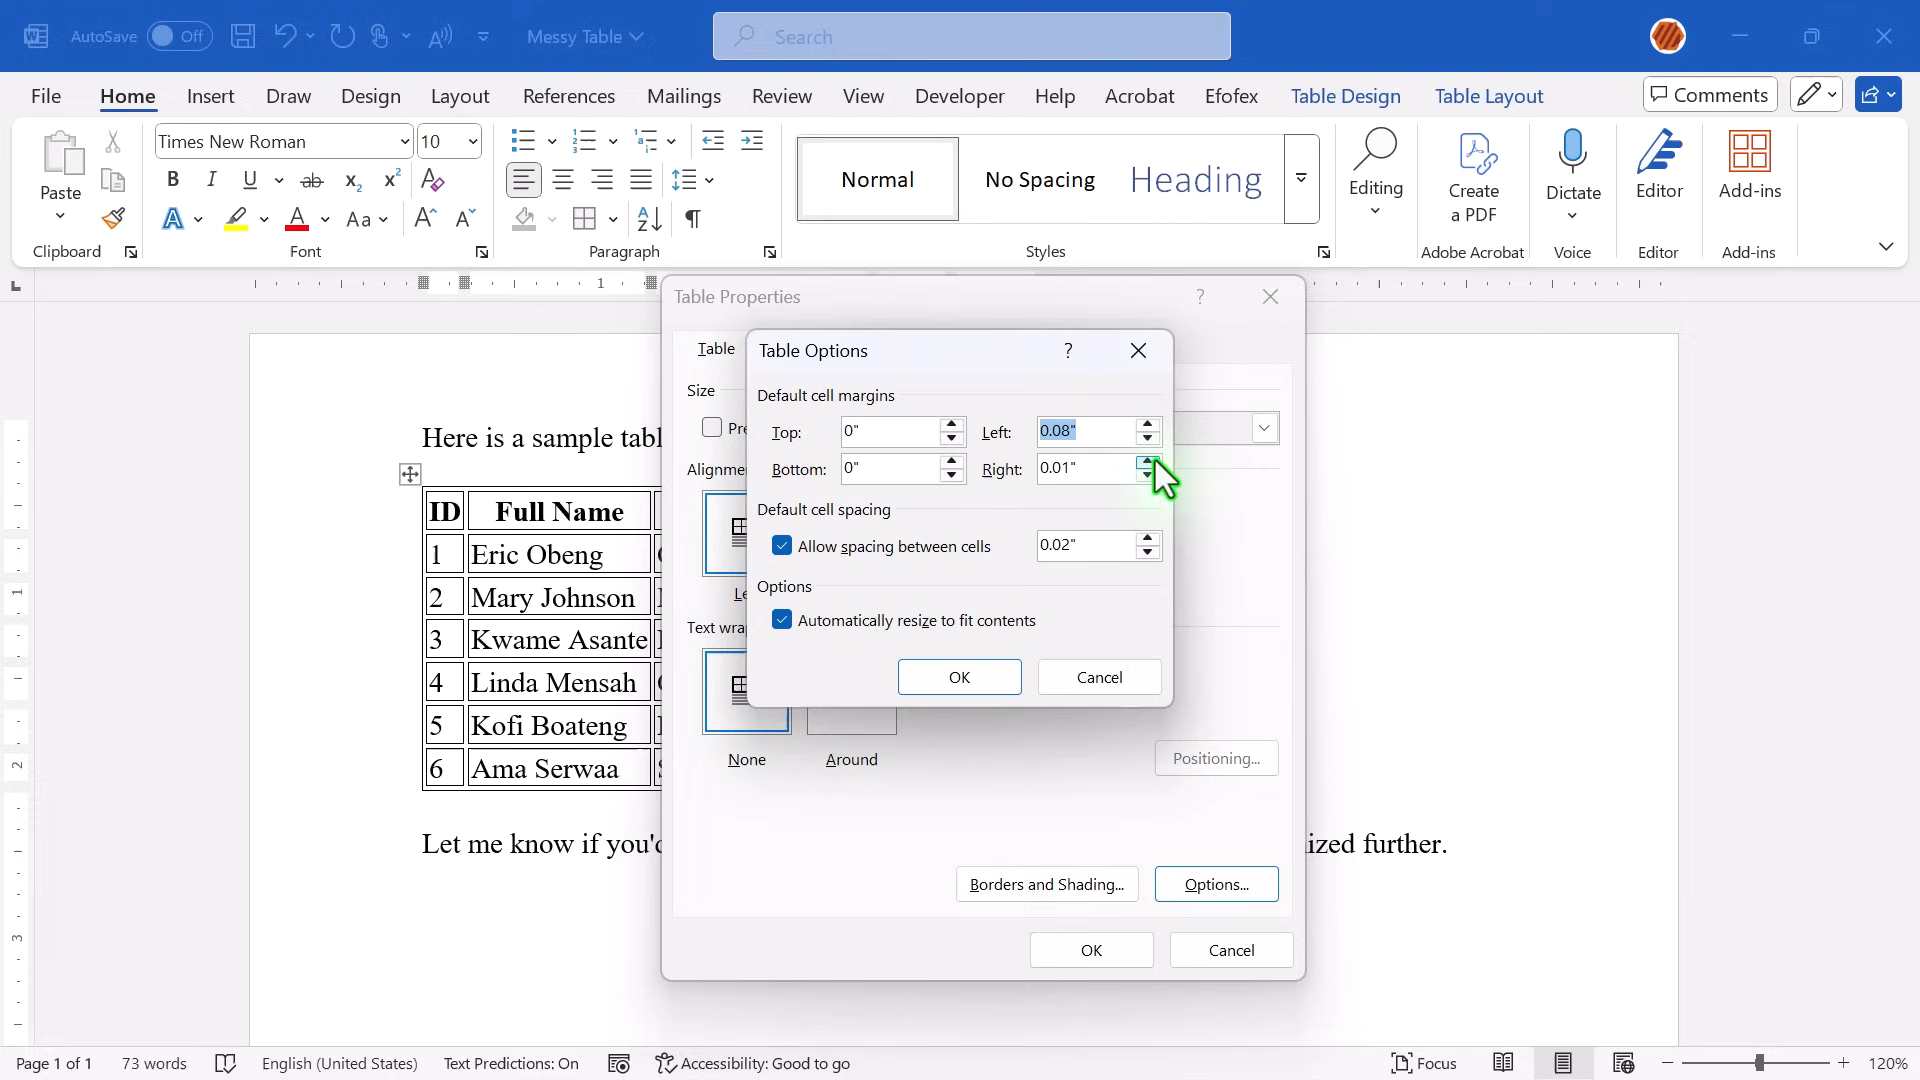 AutoSave Off Messy Table Search
File Home Insert Draw Design Layout References Mailings Review View Developer Help Acrobat Efofex Table Design Table Layout Comments
Paste
Clipboard
Times New Roman 10
Font
Paragraph
Normal No Spacing Heading
Styles
Editing
Create
a PDF
Adobe Acrobat
Dictate
Voice
Editor
Editor
Add-ins
Add-ins
1
Here is a sample tabl
ID Full Name
1 Eric Obeng
2 Mary Johnson
3 Kwame Asante
4 Linda Mensah
5 Kofi Boateng
6 Ama Serwaa
Let me know if you'd
ized further.
1
2
3
Table Properties ?
Table
Size
Pre
Alignme
Le
Text wrap
None Around
Positioning...
Borders and Shading... Options...
OK Cancel
Table Options ?
Default cell margins
Top: 0" Left: 0.08"
Bottom: 0" Right: 0.01"
Default cell spacing
Allow spacing between cells 0.02"
Options
Automatically resize to fit contents
OK Cancel
Page 1 of 1 73 words English (United States) Text Predictions: On Accessibility: Good to go Focus 120%